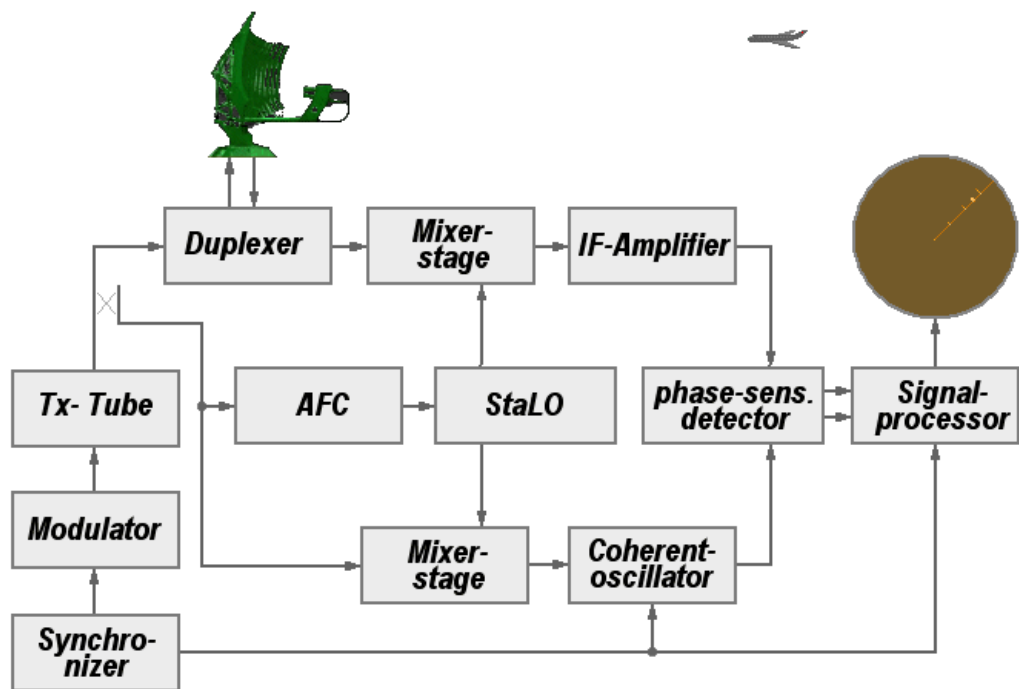 Duplexer
Mixer-
stage
IF-Amplifier
Tx- Tube
AFC
StaLO
phase-sens.
detector
Signal-
processor
Modulator
Mixer-
stage
Coherent-
oscillator
Synchro-
nizer